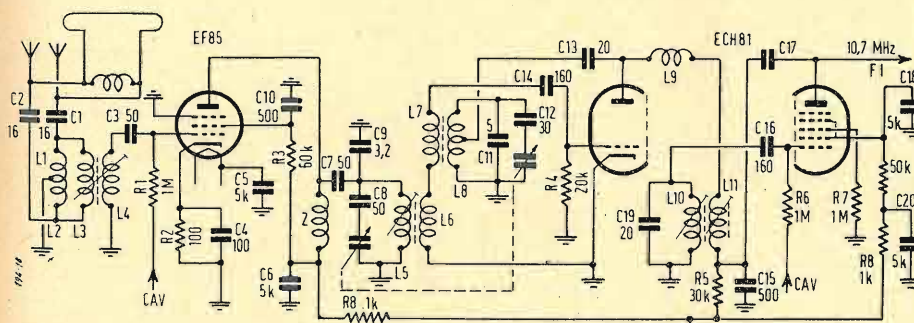 EF85
ECH81
C13
20
L9
C17
10,7 MHz
FI
C18
5k
C2
16
C1
16
C3 50
C10
500
C14
160
L7
C12
30
5
C11
L8
C9
3,2
C7 50
C8
50
R3
60k
R1
1M
C5
5k
R4
20k
C16
160
50k
C20
5k
L1
L2
L3
L4
R2
100
C4
100
L6
L5
C19
20
L10
L11
R6
1M
R7
1M
R8
1k
C6
5k
R5
30k
C15
500
CAV
CAV
R8 1k